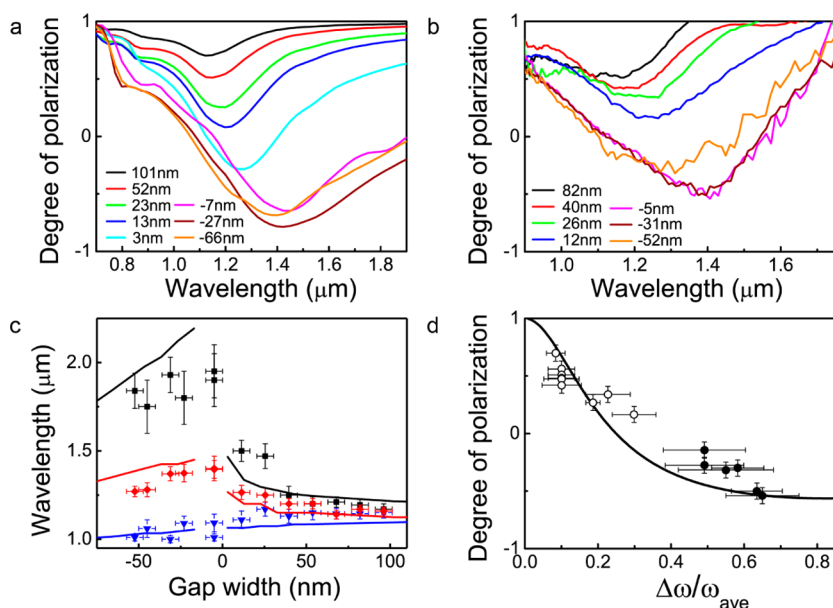 a
Degree of polarization
1
0
-1
101nm
52nm
23nm
13nm
3nm
-7nm
-27nm
-66nm
0.8 1.0 1.2 1.4 1.6 1.8
Wavelength (μm)
b
Degree of polarization
1
0
-1
82nm
40nm
26nm
12nm
-5nm
-31nm
-52nm
1.0 1.2 1.4 1.6
Wavelength (μm)
c
Wavelength (μm)
2.0
1.5
1.0
-50 0 50 100
Gap width (nm)
d
Degree of polarization
1
0
-1
0.0 0.2 0.4 0.6 0.8
Δω/ω ave